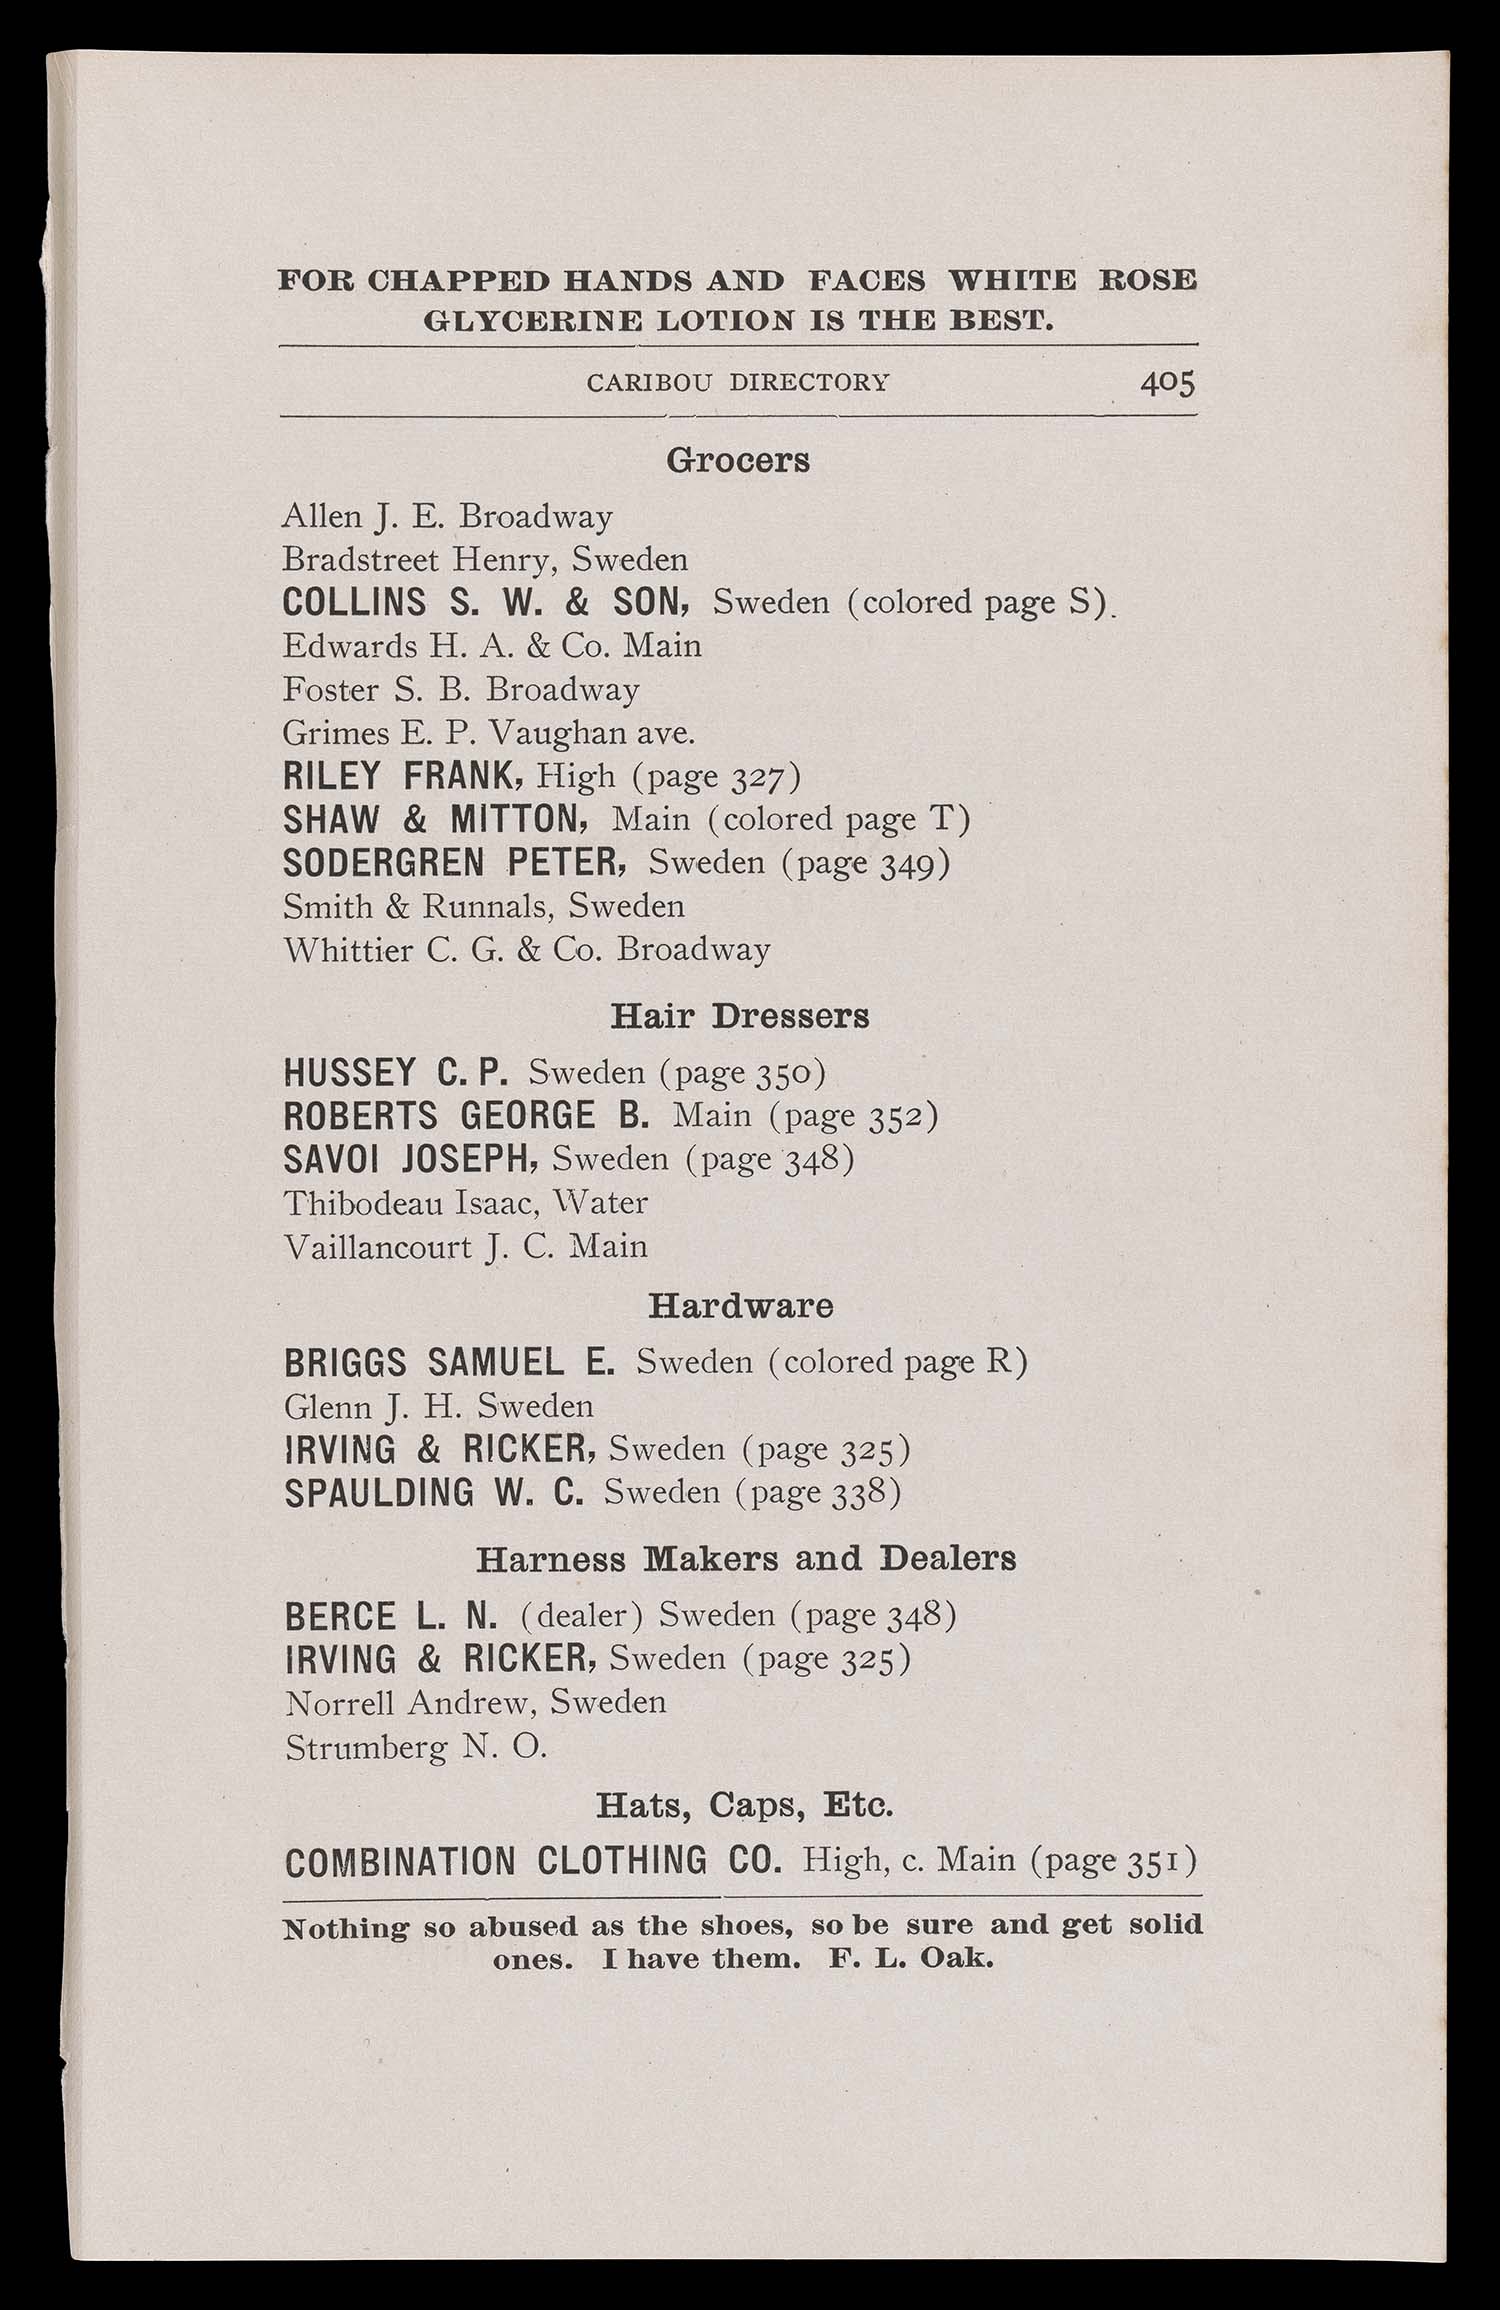 FOR CHAPPED HANDS AND FACES WHITE ROSE
GLYCERINE LOTION IS THE BEST.
CARIBOU DIRECTORY 405
Grocers
Allen J. E. Broadway
Bradstreet Henry, Sweden
COLLINS S. W. & SON, Sweden (colored page S).
Edwards H. A. & Co. Main
Foster S. B. Broadway
Grimes E. P. Vaughan ave.
RILEY FRANK, High (page 327)
SHAW & MITTON, Main (colored page T)
SODERGREN PETER, Sweden (page 349)
Smith & Runnals, Sweden
Whittier C. G. & Co. Broadway
Hair Dressers
HUSSEY C. P. Sweden (page 350)
ROBERTS GEORGE B. Main (page 352)
SAVOI JOSEPH, Sweden (page 348)
Thibodeau Isaac, Water
Vaillancourt J. C. Main
Hardware
BRIGGS SAMUEL E. Sweden (colored page R)
Glenn J. H. Sweden
IRVING & RICKER, Sweden (page 325)
SPAULDING W. C. Sweden (page 338)
Harness Makers and Dealers
BERCE L. N. (dealer) Sweden (page 348)
IRVING & RICKER, Sweden (page 325)
Norrell Andrew, Sweden
Strumberg N. O.
Hats, Caps, Etc.
COMBINATION CLOTHING CO. High, c. Main (page 351)
Nothing so abused as the shoes, so be sure and get solid
ones. I have them. F. L. Oak.